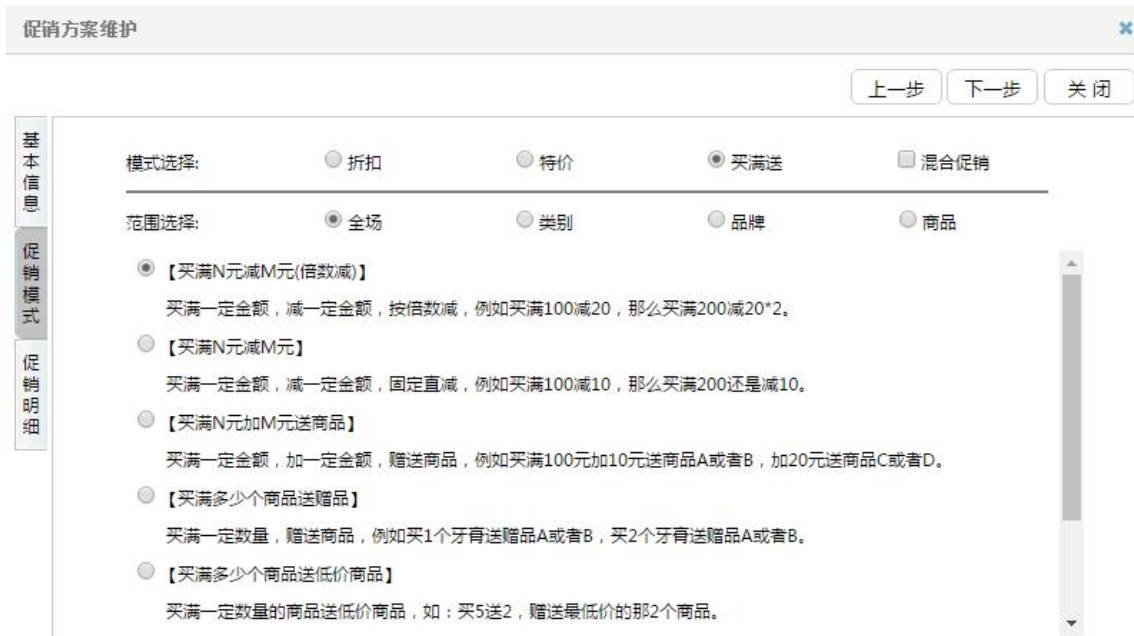 促销方案维护
上一步 下一步 关闭
基本信息
模式选择: 折扣 特价 买满送 混合促销
范围选择: 全场 类别 品牌 商品
促销模式
【买满N元减M元(倍数减)】
买满一定金额，减一定金额，按倍数减，例如买满100减20，那么买满200减20*2。
【买满N元减M元】
买满一定金额，减一定金额，固定直减，例如买满100减10，那么买满200还是减10。
促销明细
【买满N元加M元送商品】
买满一定金额，加一定金额，赠送商品，例如买满100元加10元送商品A或者B，加20元送商品C或者D。
【买满多少个商品送赠品】
买满一定数量，赠送商品，例如买1个牙膏送赠品A或者B，买2个牙膏送赠品A或者B。
【买满多少个商品送低价商品】
买满一定数量的商品送低价商品，如：买5送2，赠送最低价的那2个商品。